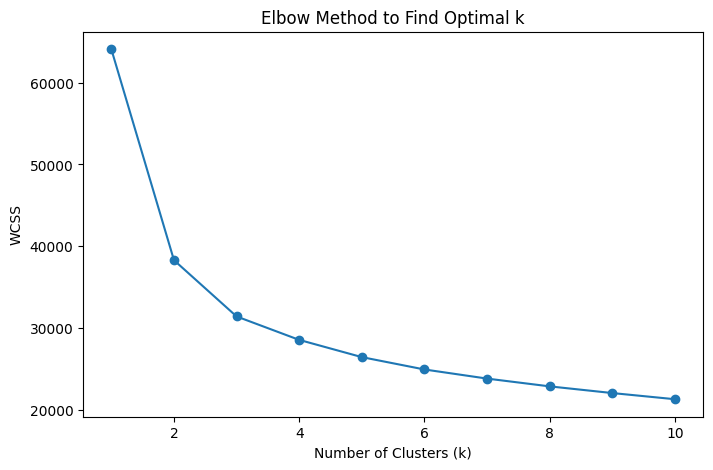 Elbow Method to Find Optimal k
60000
50000
40000
30000
20000
WCSS
2 4 6 8 10
Number of Clusters (k)